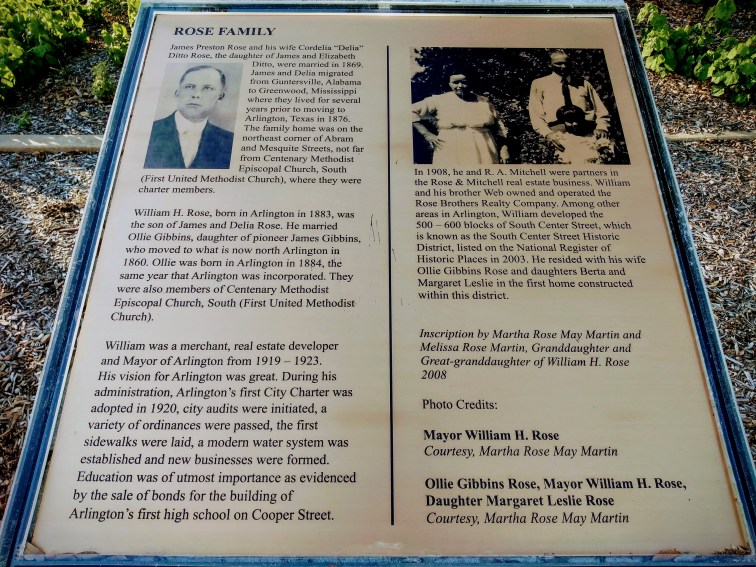 ROSE FAMILY
James Preston Rose and his wife Cordelia "Delia"
Ditto Rose, the daughter of James and Elizabeth
Ditto, were married in 1869.
James and Delia migrated
from Guntersville, Alabama
to Greenwood, Mississippi
where they lived for several
years prior to moving to
Arlington, Texas in 1876.
The family home was on the
northeast corner of Abram
and Mesquite Streets, not far
from Centenary Methodist
Episcopal Church, South
(First United Methodist Church), where they were
charter members.
William H. Rose, born in Arlington in 1883, was
the son of James and Delia Rose. He married
Ollie Gibbins, daughter of pioneer James Gibbins,
who moved to what is now north Arlington in
1860. Ollie was born in Arlington in 1884, the
same year that Arlington was incorporated. They
were also members of Centenary Methodist
Episcopal Church, South (First United Methodist
Church).
William was a merchant, real estate developer
and Mayor of Arlington from 1919 – 1923.
His vision for Arlington was great. During his
administration, Arlington's first City Charter was
adopted in 1920, city audits were initiated, a
variety of ordinances were passed, the first
sidewalks were laid, a modern water system was
established and new businesses were formed.
Education was of utmost importance as evidenced
by the sale of bonds for the building of
Arlington's first high school on Cooper Street.
In 1908, he and R. A. Mitchell were partners in
the Rose & Mitchell real estate business. William
and his brother Web owned and operated the
Rose Brothers Realty Company. Among other
areas in Arlington, William developed the
500 – 600 blocks of South Center Street, which
is known as the South Center Street Historic
District, listed on the National Register of
Historic Places in 2003. He resided with his wife
Ollie Gibbins Rose and daughters Berta and
Margaret Leslie in the first home constructed
within this district.
Inscription by Martha Rose May Martin and
Melissa Rose Martin, Granddaughter and
Great-granddaughter of William H. Rose
2008
Photo Credits:
Mayor William H. Rose
Courtesy, Martha Rose May Martin
Ollie Gibbins Rose, Mayor William H. Rose,
Daughter Margaret Leslie Rose
Courtesy, Martha Rose May Martin